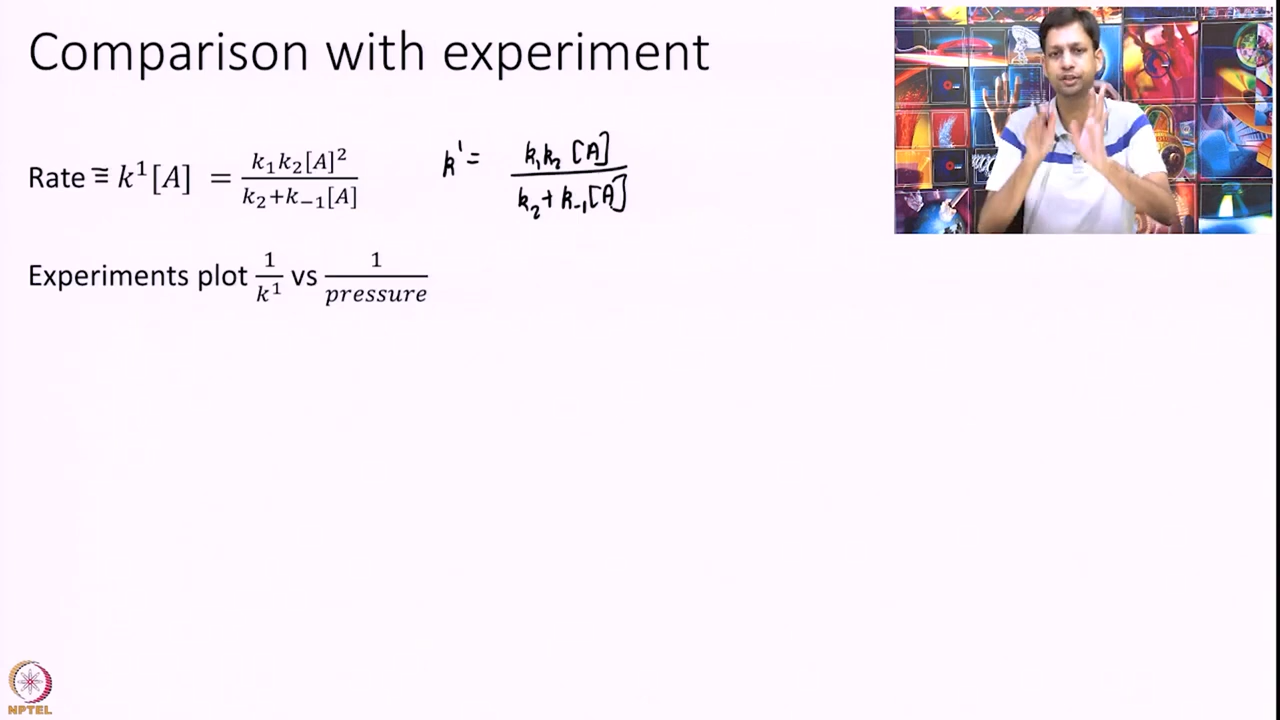 Comparison with experiment
Rate ≅ k¹[A] = k₁k₂[A]² / k₂+k₋₁[A]
k' = k₁k₂ [A] / k₂ + k₋₁[A]
Experiments plot 1/k¹ vs 1/pressure
NPTEL